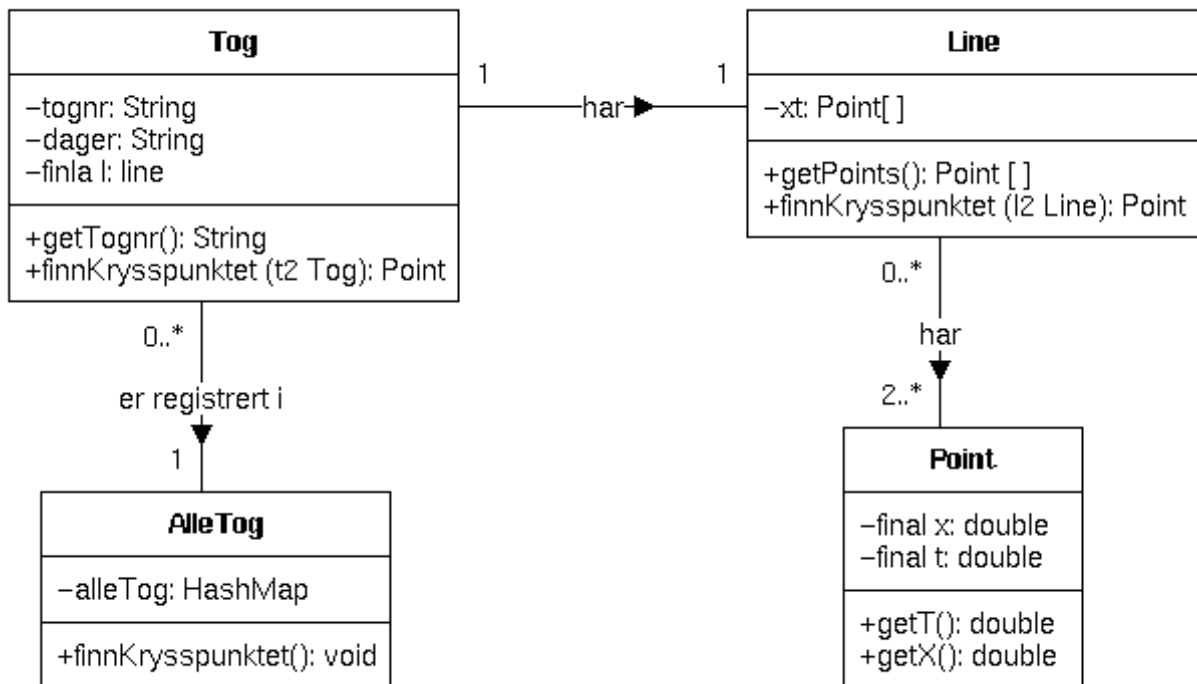 Tog
-tognr: String
-dager: String
-finla l: line
+getTognr(): String
+finnKrysspunktet (t2 Tog): Point
1
har
1
Line
-xt: Point[ ]
+getPoints(): Point [ ]
+finnKrysspunktet (l2 Line): Point
0..*
er registrert i
1
AlleTog
-alleTog: HashMap
+finnKrysspunktet(): void
0..*
har
2..*
Point
-final x: double
-final t: double
+getT(): double
+getX(): double